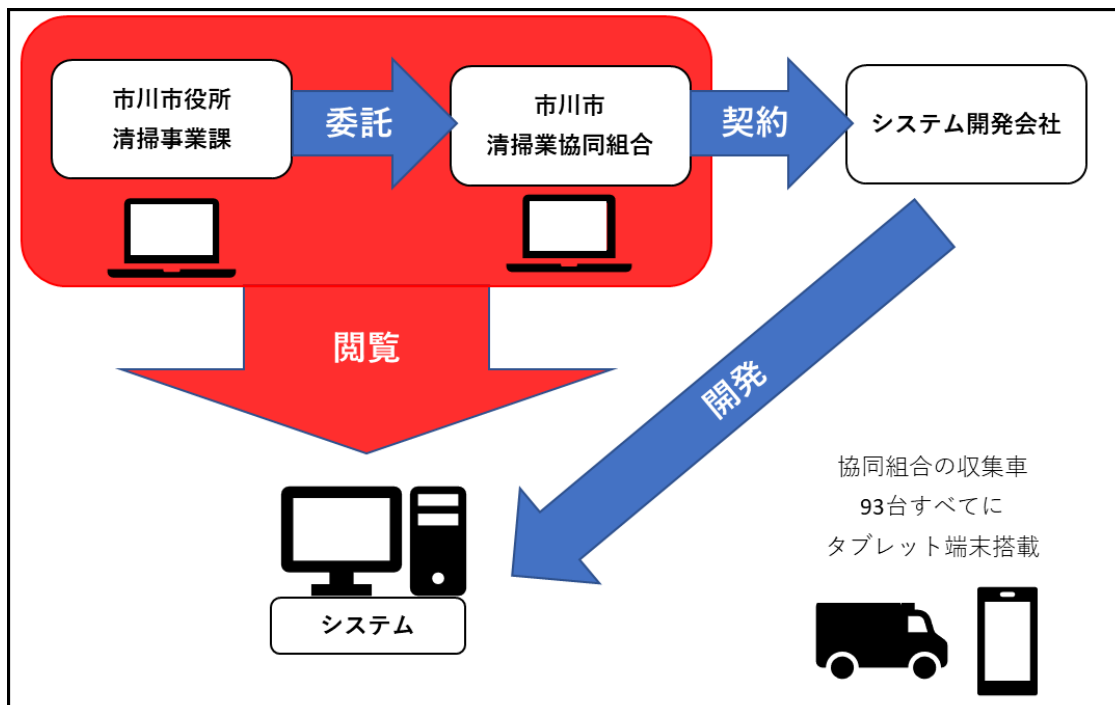 市川市役所
清掃事業課
委託
市川市
清掃業協同組合
契約
システム開発会社
閲覧
開発
協同組合の収集車
93台すべてに
タブレット端末搭載
システム